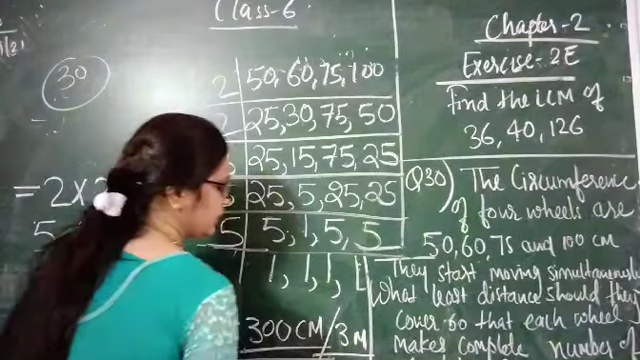 Class-6
Chapter-2
Exercise-2E
Find the LCM of
36, 40, 126
30
2 50, 60, 75, 100
2 25, 30, 75, 50
25, 15, 75, 25
25, 5, 25, 25
5 5, 1, 5, 5
1, 1, 1, 1
300 CM/3 M
= 2 X 2
5
Q30) The Circumference
of four wheels are
50, 60, 75 and 100 cm
They start moving simultaneously
What least distance should they
cover so that each wheel
makes complete number of